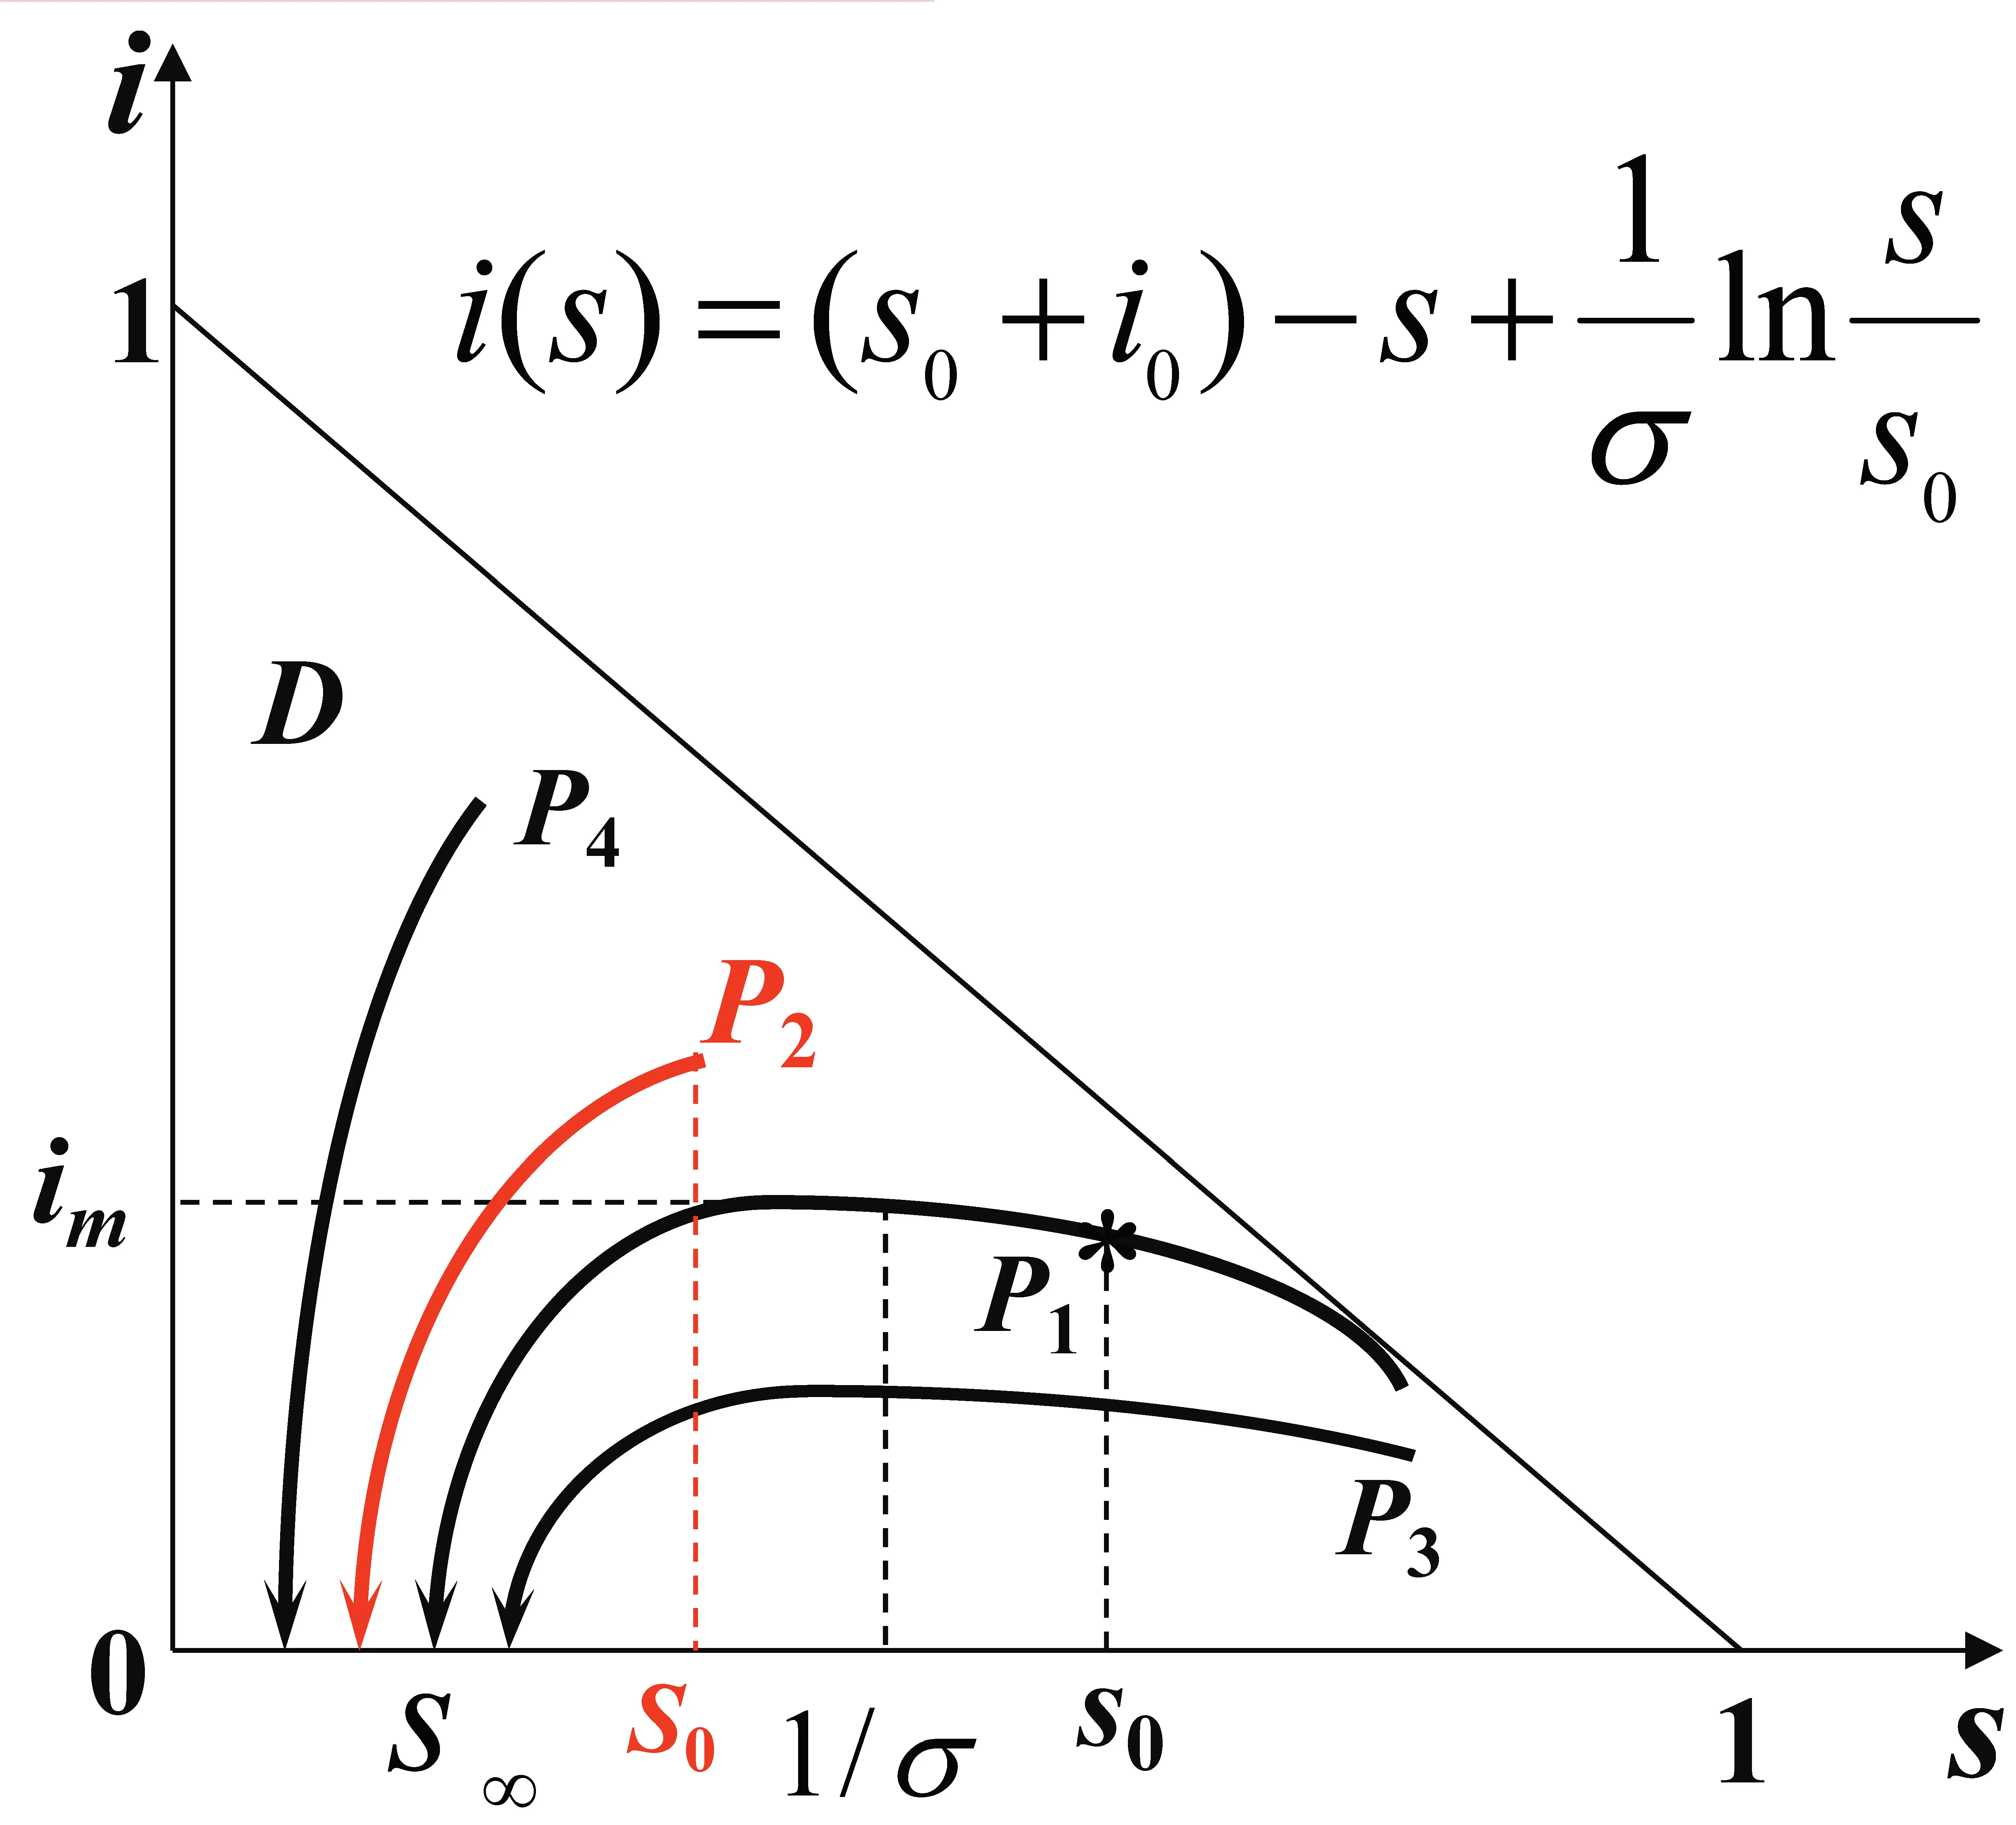 i
i(s) = (s₀ + i₀) − s + 1/σ ln s/s₀
1
D
P₄
P₂
iₘ
P₁
P₃
0
s∞ s₀ 1/σ s₀ 1 s